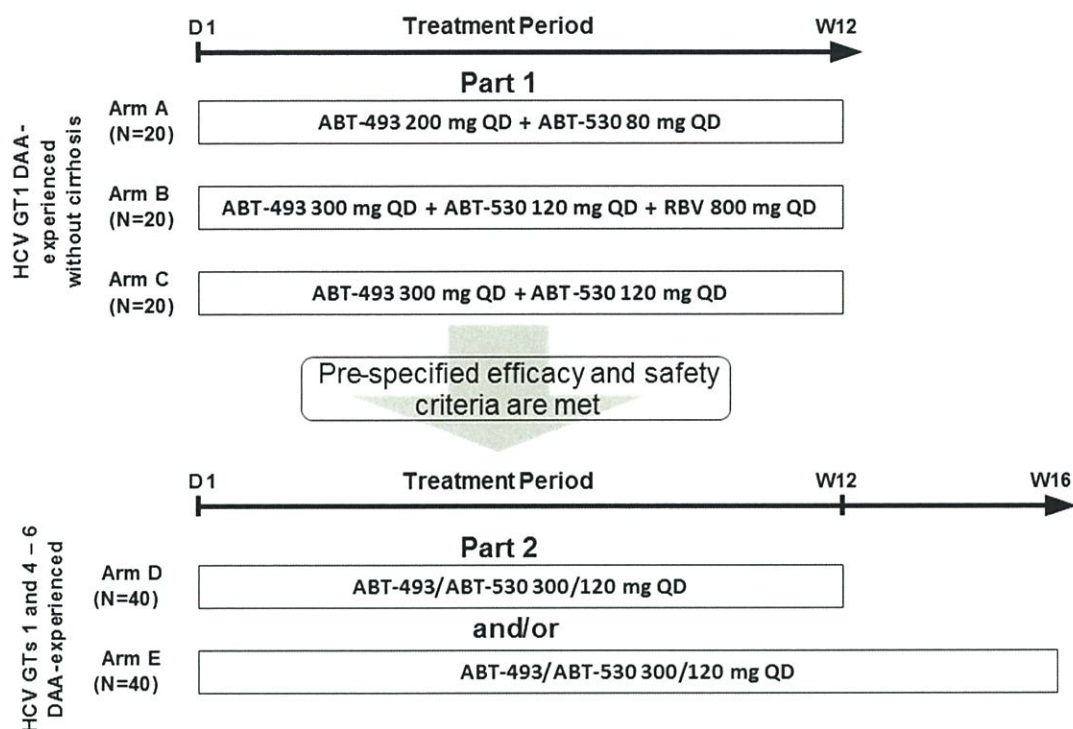 D1 Treatment Period W12
Part 1
HCV GT1 DAA-
experienced
without cirrhosis
Arm A
(N=20)
ABT-493 200 mg QD + ABT-530 80 mg QD
Arm B
(N=20)
ABT-493 300 mg QD + ABT-530 120 mg QD + RBV 800 mg QD
Arm C
(N=20)
ABT-493 300 mg QD + ABT-530 120 mg QD
Pre-specified efficacy and safety
criteria are met
D1 Treatment Period W12 W16
Part 2
HCV GTs 1 and 4 – 6
DAA-experienced
Arm D
(N=40)
ABT-493/ABT-530 300/120 mg QD
and/or
Arm E
(N=40)
ABT-493/ABT-530 300/120 mg QD